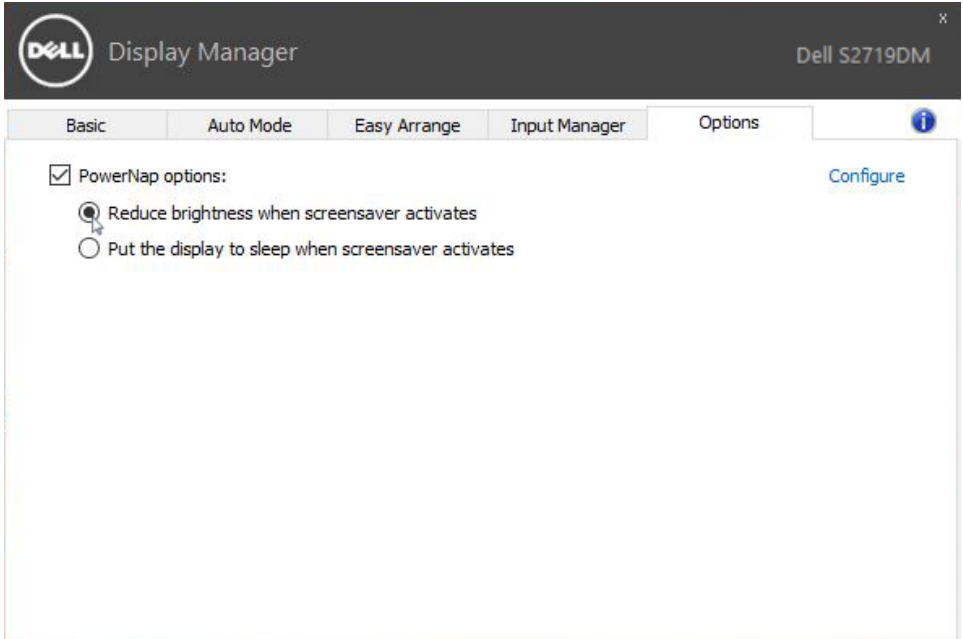 x
DELL Display Manager
Dell S2719DM
Basic Auto Mode Easy Arrange Input Manager Options i
PowerNap options: Configure
Reduce brightness when screensaver activates
Put the display to sleep when screensaver activates